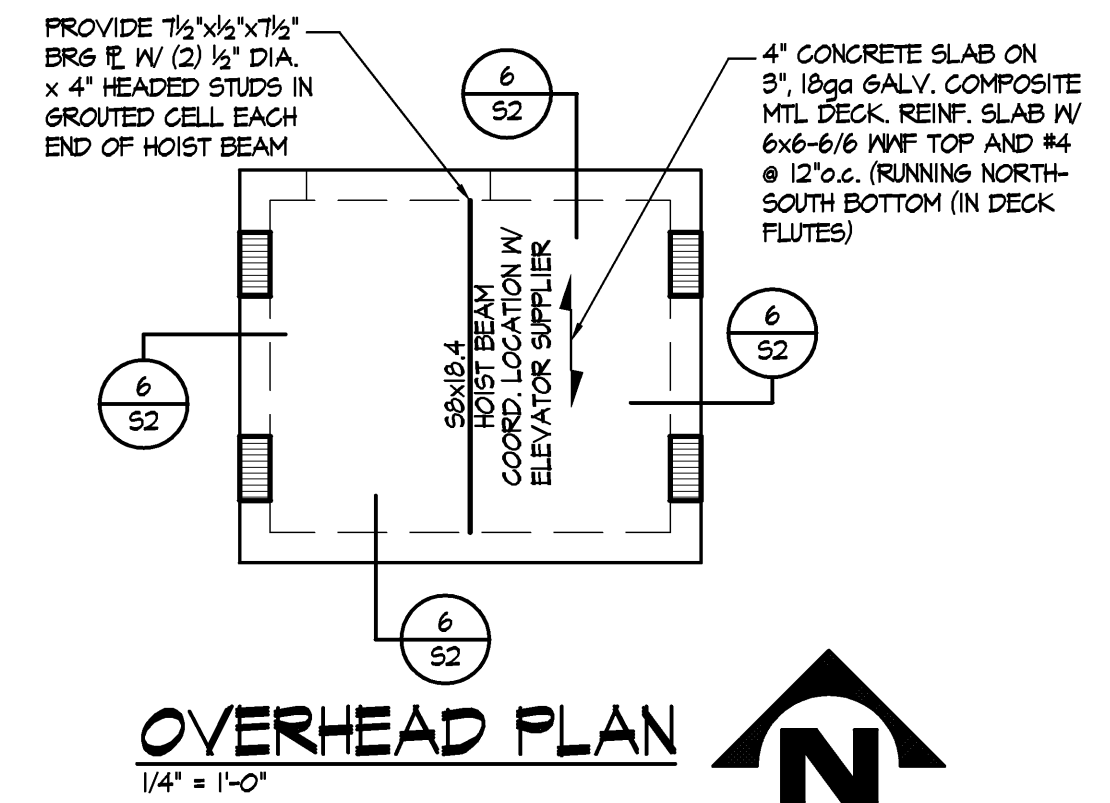 PROVIDE 7½"x½"x7½"
BRG PL W/ (2) ½" DIA.
x 4" HEADED STUDS IN
GROUTED CELL EACH
END OF HOIST BEAM
6
S2
4" CONCRETE SLAB ON
3", 18ga GALV. COMPOSITE
MTL DECK. REINF. SLAB W/
6x6-6/6 WWF TOP AND #4
@ 12"o.c. (RUNNING NORTH-
SOUTH BOTTOM (IN DECK
FLUTES)
S8x18.4
HOIST BEAM
COORD. LOCATION W/
ELEVATOR SUPPLIER
6
S2
6
S2
6
S2
OVERHEAD PLAN
1/4" = 1'-0"
N